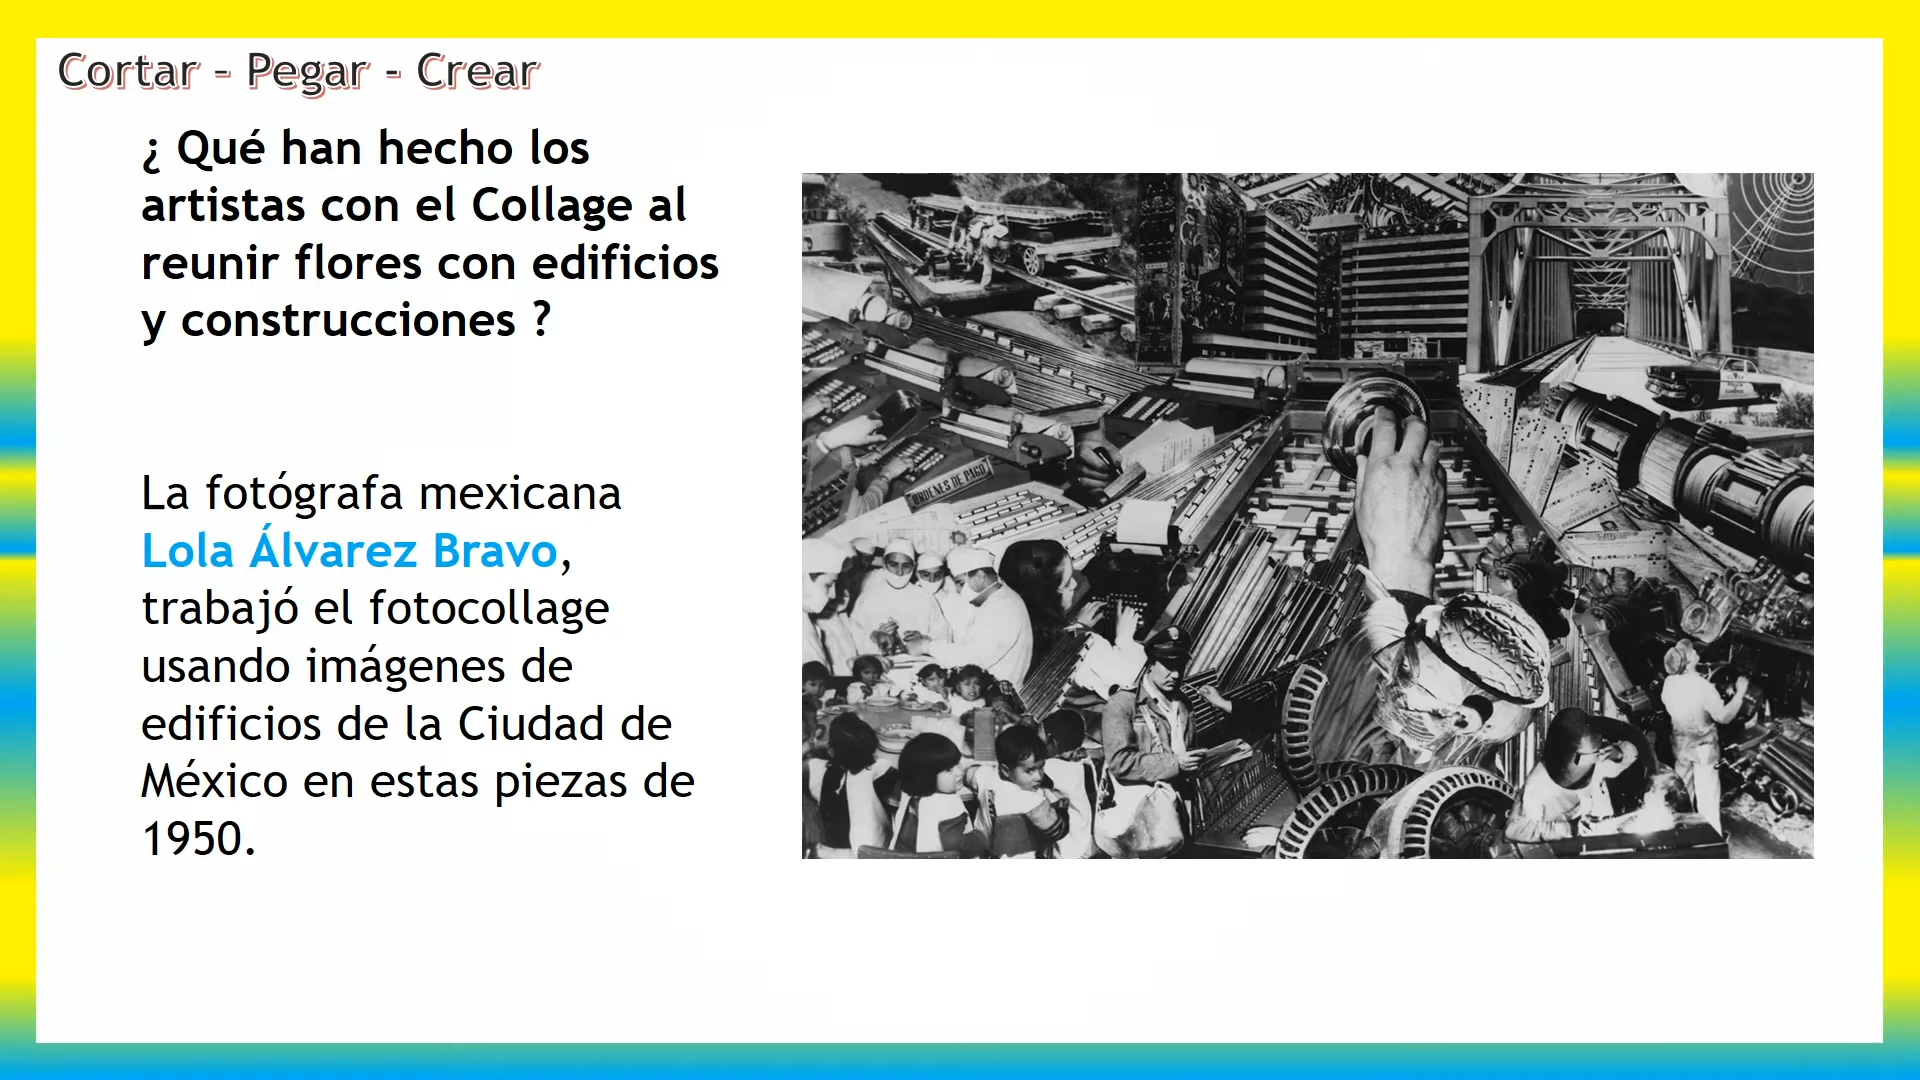 Cortar - Pegar - Crear
¿ Qué han hecho los
artistas con el Collage al
reunir flores con edificios
y construcciones ?
La fotógrafa mexicana
Lola Álvarez Bravo,
trabajó el fotocollage
usando imágenes de
edificios de la Ciudad de
México en estas piezas de
1950.
ORDENES DE PAGO